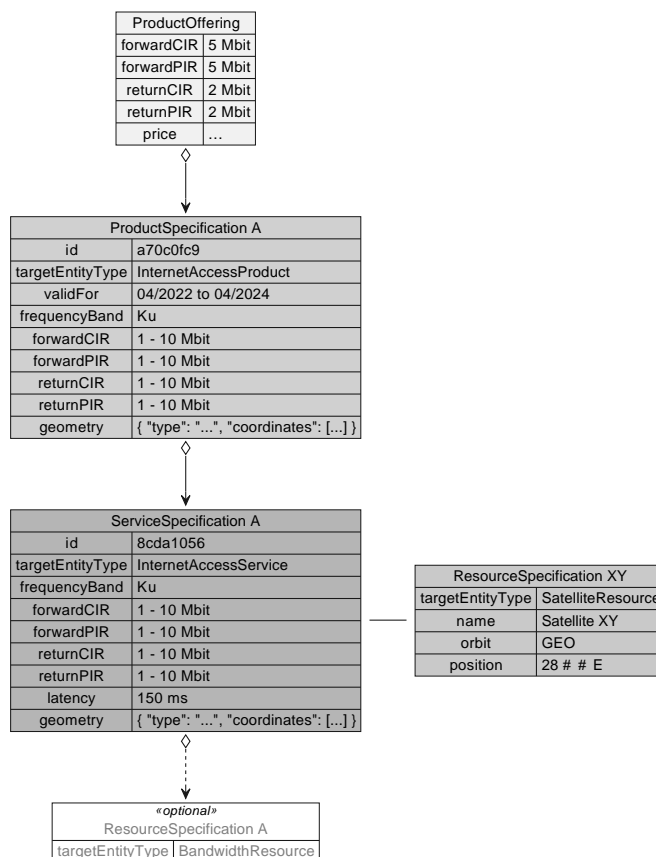 ProductOffering
forwardCIR 5 Mbit
forwardPIR 5 Mbit
returnCIR 2 Mbit
returnPIR 2 Mbit
price ...
ProductSpecification A
id a70c0fc9
targetEntityType InternetAccessProduct
validFor 04/2022 to 04/2024
frequencyBand Ku
forwardCIR 1 - 10 Mbit
forwardPIR 1 - 10 Mbit
returnCIR 1 - 10 Mbit
returnPIR 1 - 10 Mbit
geometry { "type": "...", "coordinates": [...] }
ServiceSpecification A
id 8cda1056
targetEntityType InternetAccessService
frequencyBand Ku
forwardCIR 1 - 10 Mbit
forwardPIR 1 - 10 Mbit
returnCIR 1 - 10 Mbit
returnPIR 1 - 10 Mbit
latency 150 ms
geometry { "type": "...", "coordinates": [...] }
ResourceSpecification XY
targetEntityType SatelliteResource
name Satellite XY
orbit GEO
position 28 # # E
«optional»
ResourceSpecification A
targetEntityType BandwidthResource